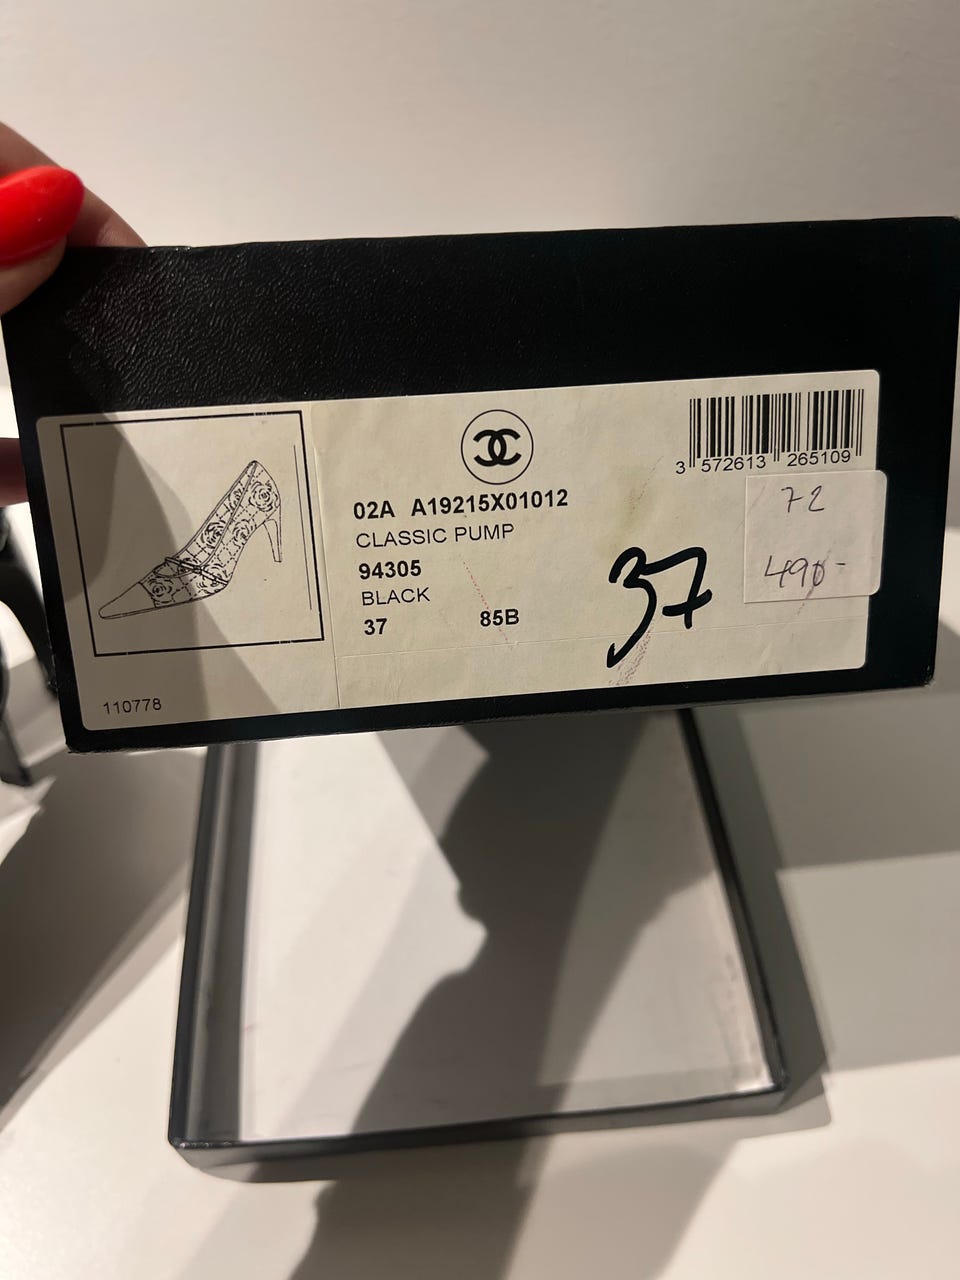 3 572613 265109
02A A19215X01012
CLASSIC PUMP
94305
BLACK
37 85B
37
72
490-
110778